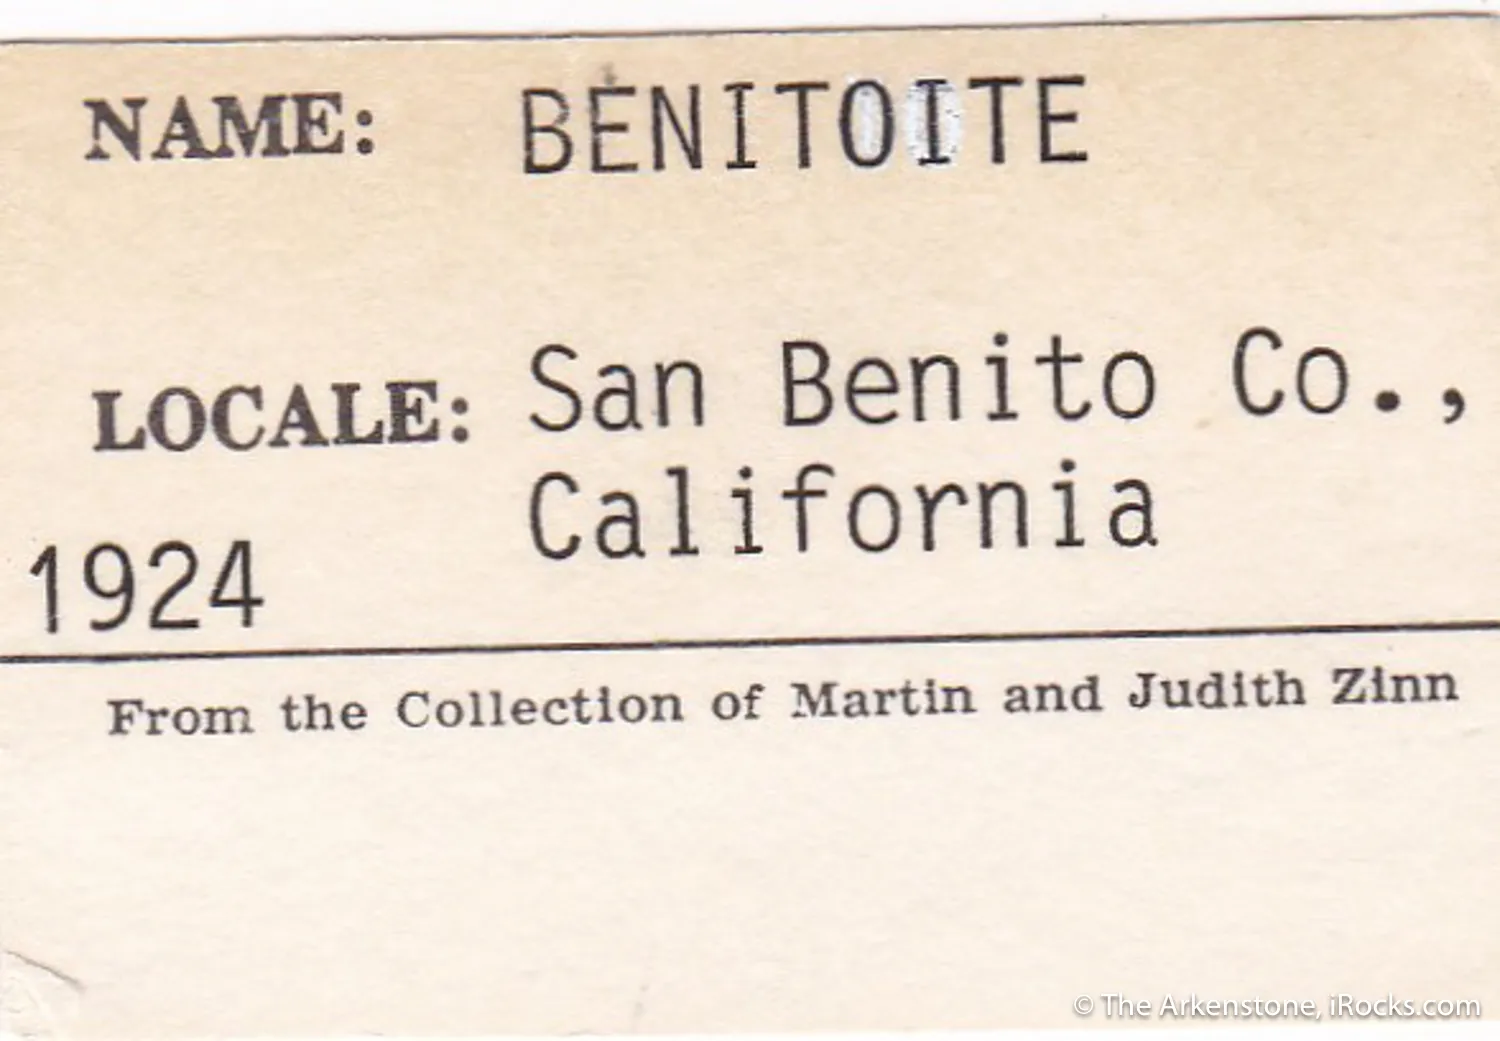 NAME: BENITOITE
LOCALE: San Benito Co.,
California
1924
From the Collection of Martin and Judith Zinn
© The Arkenstone, iRocks.com